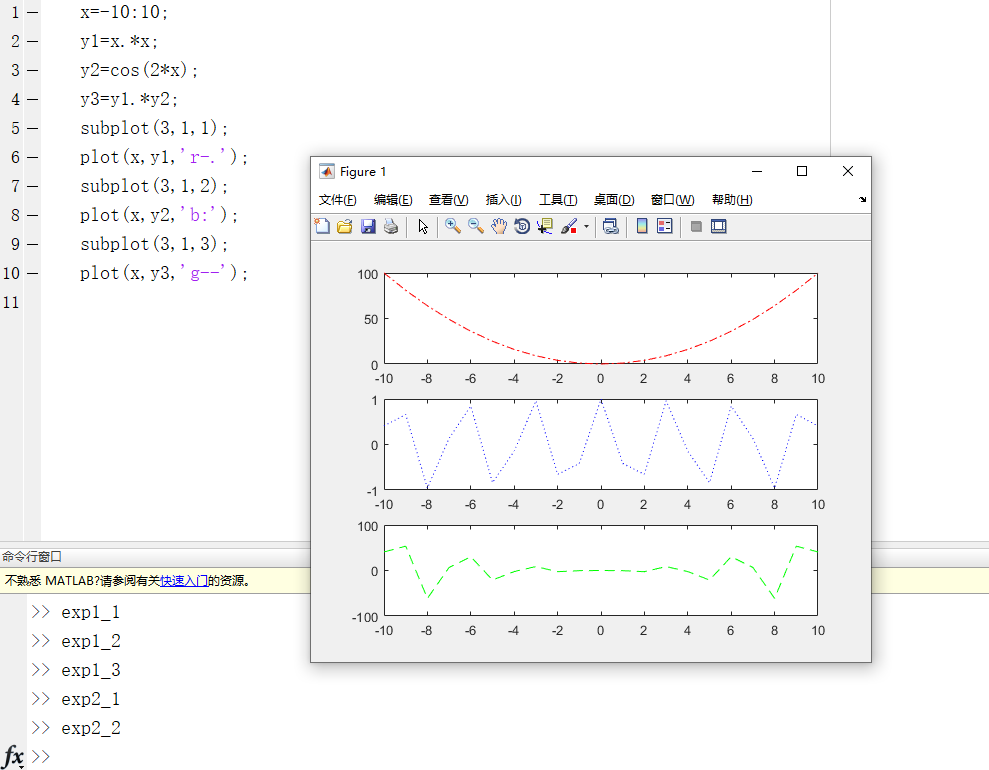 1 — x=-10:10;
2 — y1=x.*x;
3 — y2=cos(2*x);
4 — y3=y1.*y2;
5 — subplot(3,1,1);
6 — plot(x,y1,'r-.');
7 — subplot(3,1,2);
8 — plot(x,y2,'b:');
9 — subplot(3,1,3);
10 — plot(x,y3,'g--');
11
Figure 1
文件(F) 编辑(E) 查看(V) 插入(I) 工具(T) 桌面(D) 窗口(W) 帮助(H)
100
50
0
-10 -8 -6 -4 -2 0 2 4 6 8 10
1
0
-1
-10 -8 -6 -4 -2 0 2 4 6 8 10
100
0
-100
-10 -8 -6 -4 -2 0 2 4 6 8 10
命令行窗口
不熟悉 MATLAB?请参阅有关快速入门的资源。
>> exp1_1
>> exp1_2
>> exp1_3
>> exp2_1
>> exp2_2
fx >>